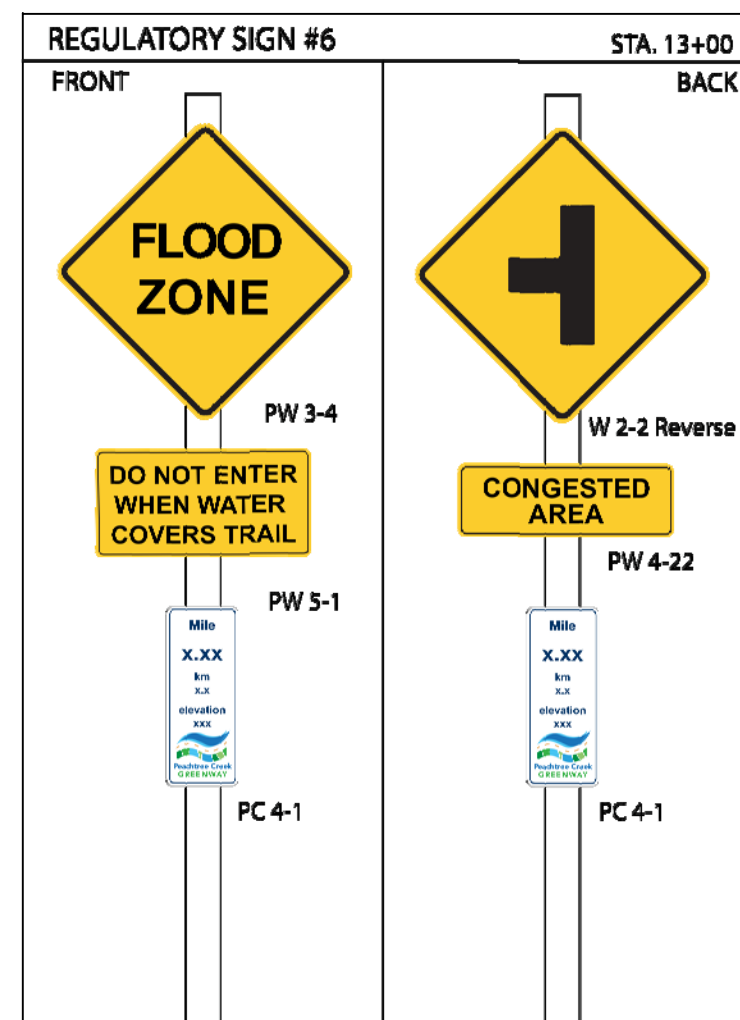 REGULATORY SIGN #6
STA. 13+00
FRONT
FLOOD
ZONE
PW 3-4
DO NOT ENTER
WHEN WATER
COVERS TRAIL
PW 5-1
Mile
x.xx
km
x.x
elevation
xxx
Peachtree Creek
GREENWAY
PC 4-1
BACK
W 2-2 Reverse
CONGESTED
AREA
PW 4-22
Mile
x.xx
km
x.x
elevation
xxx
Peachtree Creek
GREENWAY
PC 4-1